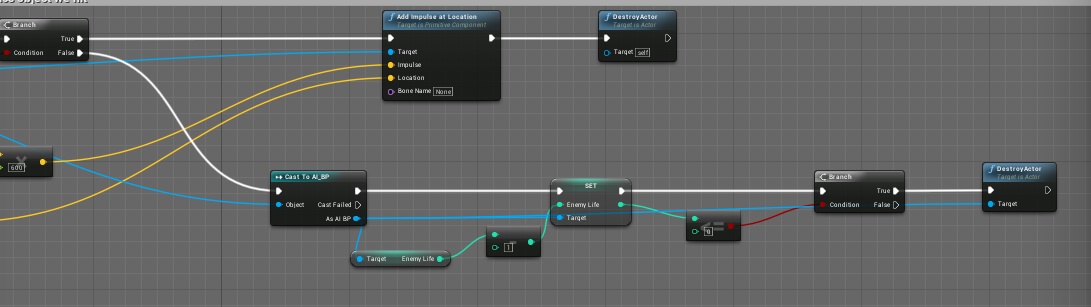 Branch
True
Condition
False
600
Add Impulse at Location
Target is Primitive Component
Target
Impulse
Location
Bone Name None
DestroyActor
Target is Actor
Target self
Cast To AI_BP
Object
Cast Failed
As AI BP
Target Enemy Life
1
SET
Enemy Life
Target
<=
Branch
True
Condition
False
DestroyActor
Target is Actor
Target